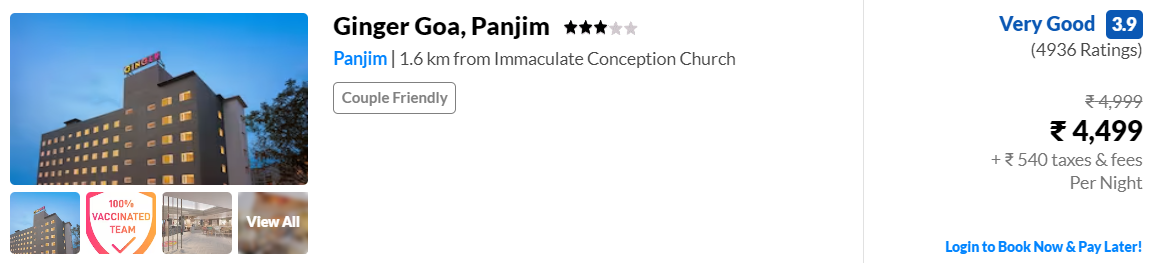 GINGER
100%
VACCINATED
TEAM
View All
Ginger Goa, Panjim
Panjim | 1.6 km from Immaculate Conception Church
Couple Friendly
Very Good 3.9
(4936 Ratings)
₹ 4,999
₹ 4,499
+ ₹ 540 taxes & fees
Per Night
Login to Book Now & Pay Later!